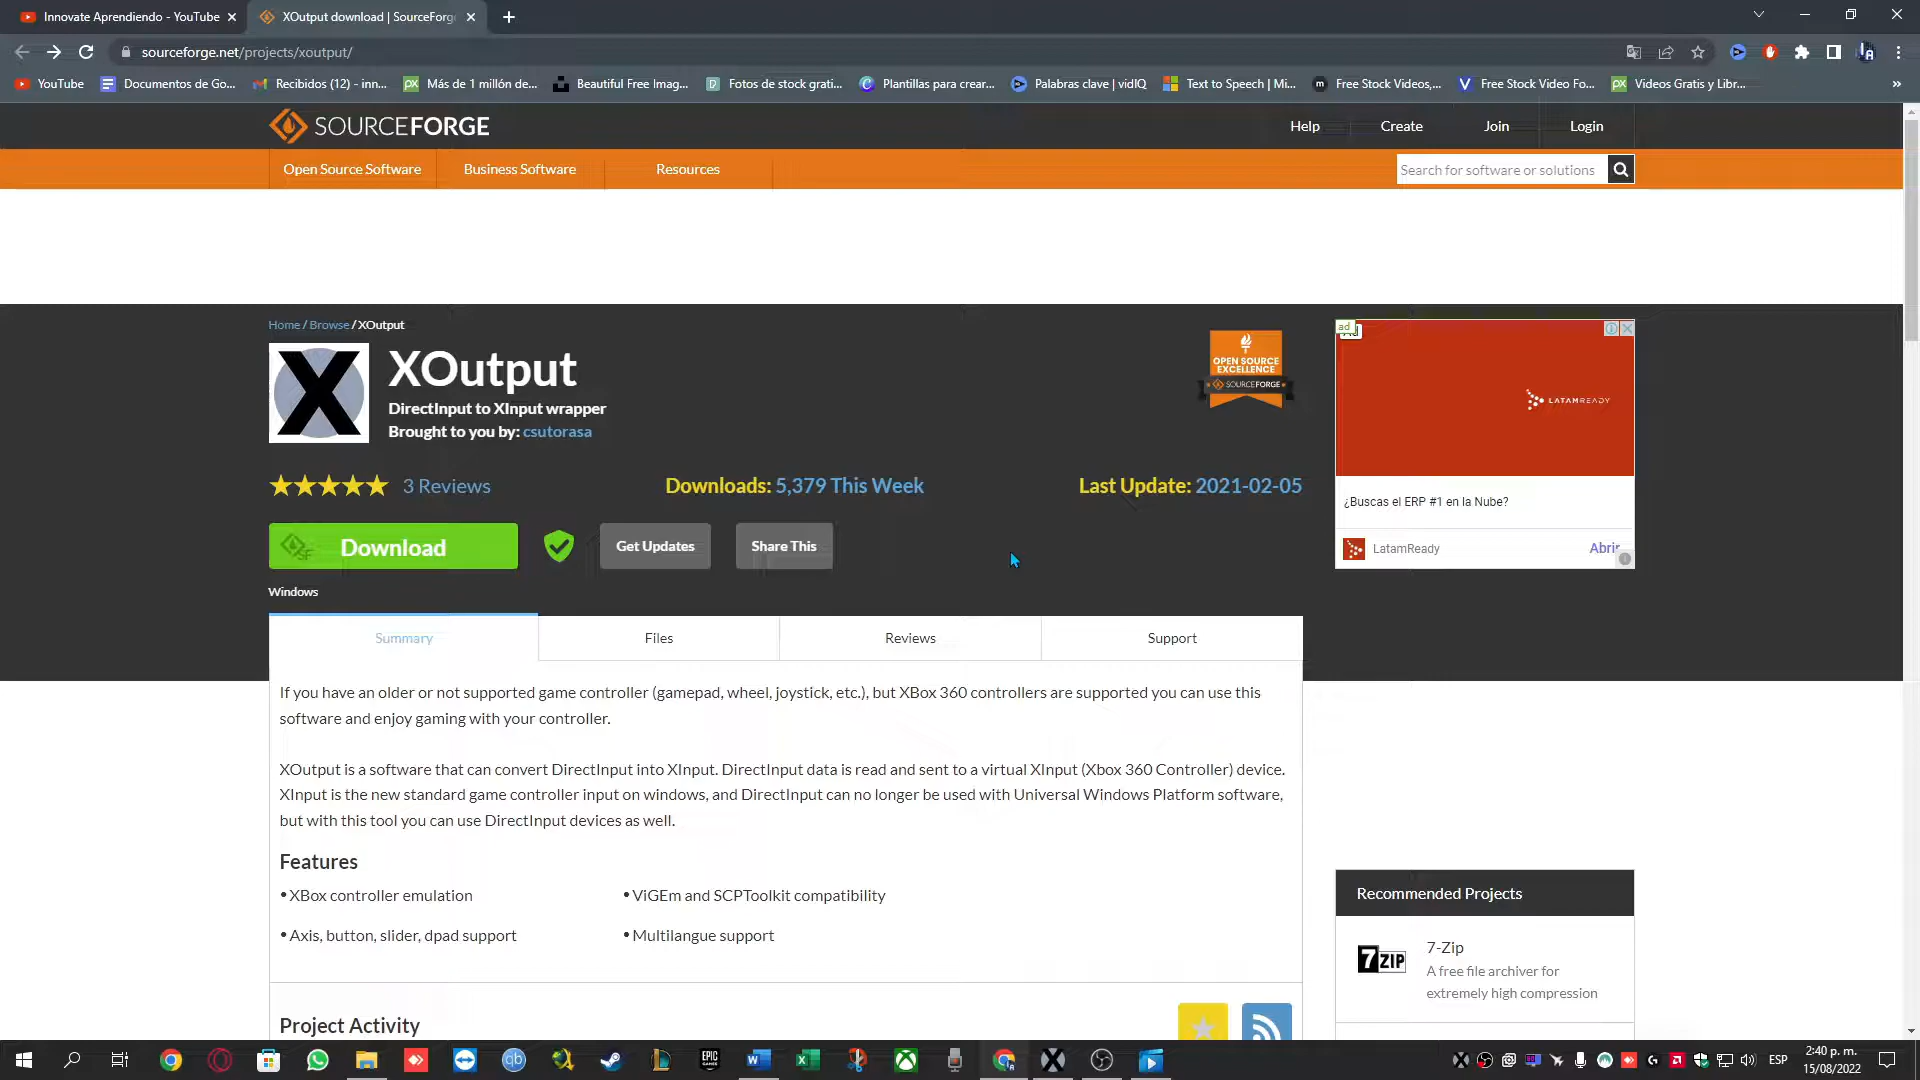 Innovate Aprendiendo - YouTube
XOutput download | SourceForg
sourceforge.net/projects/xoutput/
YouTube
Documentos de Go...
Recibidos (12) - inn...
Más de 1 millón de...
Beautiful Free Imag...
Fotos de stock grati...
Plantillas para crear...
Palabras clave | vidIQ
Text to Speech | Mi...
Free Stock Videos,...
Free Stock Video Fo...
Videos Gratis y Libr...
SOURCEFORGE
Help
Create
Join
Login
Open Source Software
Business Software
Resources
Search for software or solutions
Home / Browse / XOutput
XOutput
DirectInput to XInput wrapper
Brought to you by: csutorasa
OPEN SOURCE
EXCELLENCE
SOURCEFORGE
ad
LATAMREADY
¿Buscas el ERP #1 en la Nube?
LatamReady
Abrir
3 Reviews
Downloads: 5,379 This Week
Last Update: 2021-02-05
SF
Download
Get Updates
Share This
Windows
Summary
Files
Reviews
Support
If you have an older or not supported game controller (gamepad, wheel, joystick, etc.), but XBox 360 controllers are supported you can use this
software and enjoy gaming with your controller.
XOutput is a software that can convert DirectInput into XInput. DirectInput data is read and sent to a virtual XInput (Xbox 360 Controller) device.
XInput is the new standard game controller input on windows, and DirectInput can no longer be used with Universal Windows Platform software,
but with this tool you can use DirectInput devices as well.
Features
• XBox controller emulation
• ViGEm and SCPToolkit compatibility
• Axis, button, slider, dpad support
• Multilangue support
Project Activity
Recommended Projects
7ZIP
7-Zip
A free file archiver for
extremely high compression
qb
EPIC
ESP
2:40 p. m.
15/08/2022